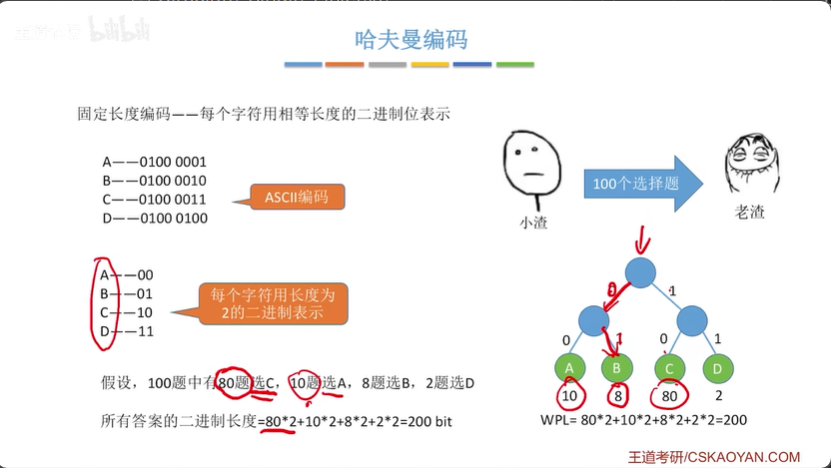 哈夫曼编码
bilibili
固定长度编码——每个字符用相等长度的二进制位表示
A——0100 0001
B——0100 0010
C——0100 0011
D——0100 0100
ASCII编码
100个选择题
小渣
老渣
A——00
B——01
C——10
D——11
每个字符用长度为
2的二进制表示
0 1
0 1 0 1
A B C D
10 8 80 2
假设，100题中有80题选C，10题选A，8题选B，2题选D
所有答案的二进制长度=80*2+10*2+8*2+2*2=200 bit
WPL= 80*2+10*2+8*2+2*2=200
王道考研/CSKAOYAN.COM